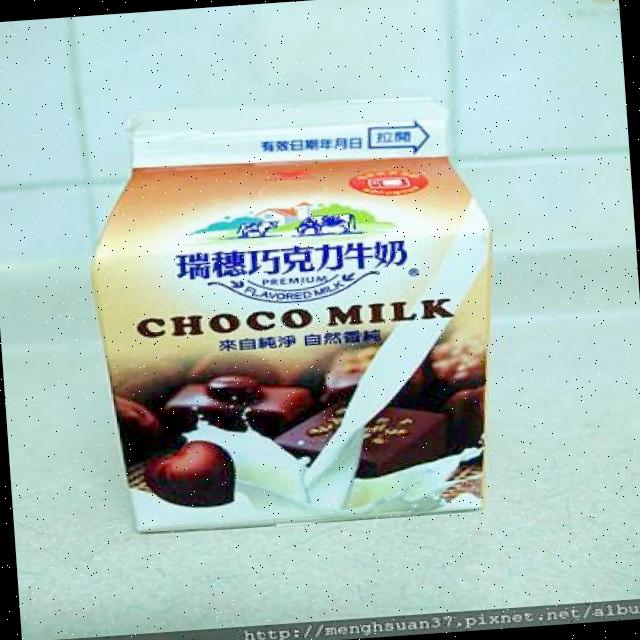 有效日期年月日 拉開
瑞穗巧克力牛奶
®
PREMIUM
FLAVORED MILK
CHOCO MILK
來自純淨 自然香純
http://menghsuan37.pixnet.net/albu